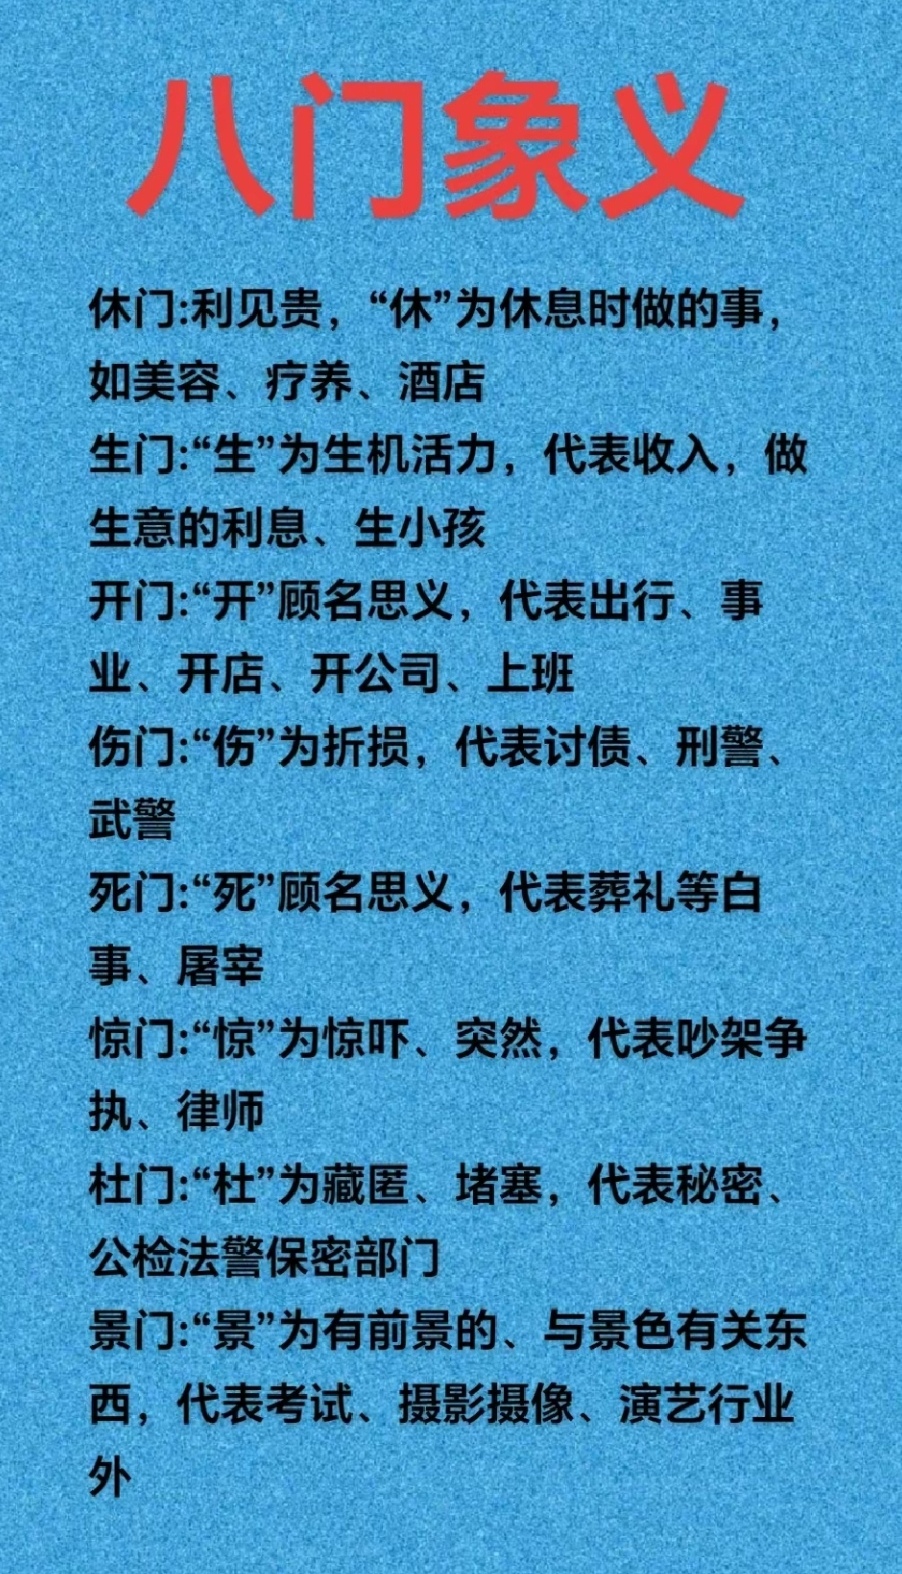 八门象义
休门:利见贵，“休”为休息时做的事，
如美容、疗养、酒店
生门:“生”为生机活力，代表收入，做
生意的利息、生小孩
开门:“开”顾名思义，代表出行、事
业、开店、开公司、上班
伤门:“伤”为折损，代表讨债、刑警、
武警
死门:“死”顾名思义，代表葬礼等白
事、屠宰
惊门:“惊”为惊吓、突然，代表吵架争
执、律师
杜门:“杜”为藏匿、堵塞，代表秘密、
公检法警保密部门
景门:“景”为有前景的、与景色有关东
西，代表考试、摄影摄像、演艺行业
外